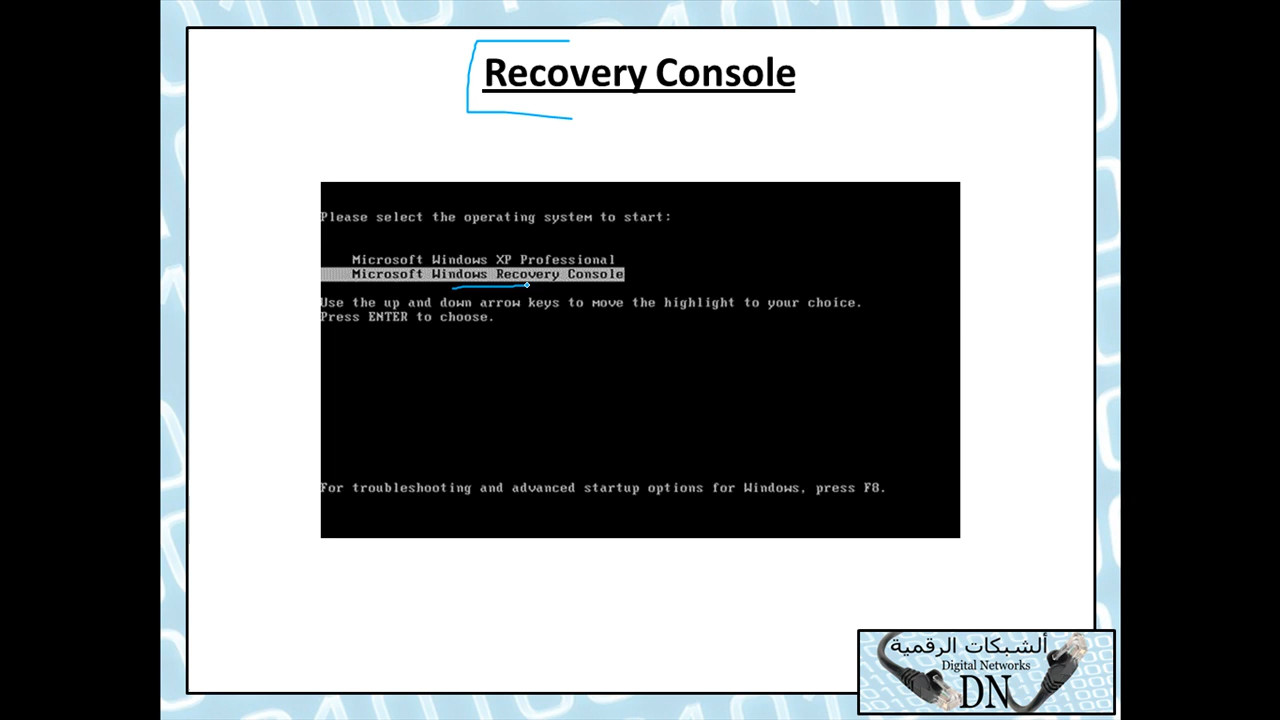 Recovery Console
Please select the operating system to start:
Microsoft Windows XP Professional
Microsoft Windows Recovery Console
Use the up and down arrow keys to move the highlight to your choice.
Press ENTER to choose.
For troubleshooting and advanced startup options for Windows, press F8.
ألشبكات الرقمية
Digital Networks
DN